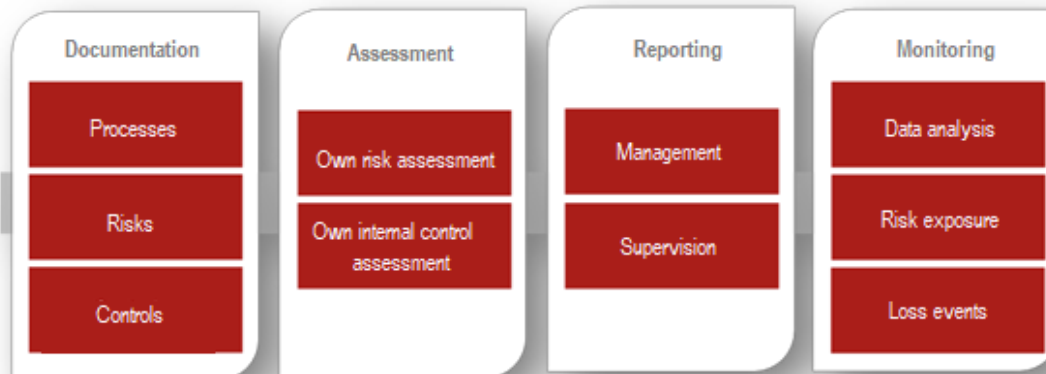 Documentation
Processes
Risks
Controls
Assessment
Own risk assessment
Own internal control
assessment
Reporting
Management
Supervision
Monitoring
Data analysis
Risk exposure
Loss events